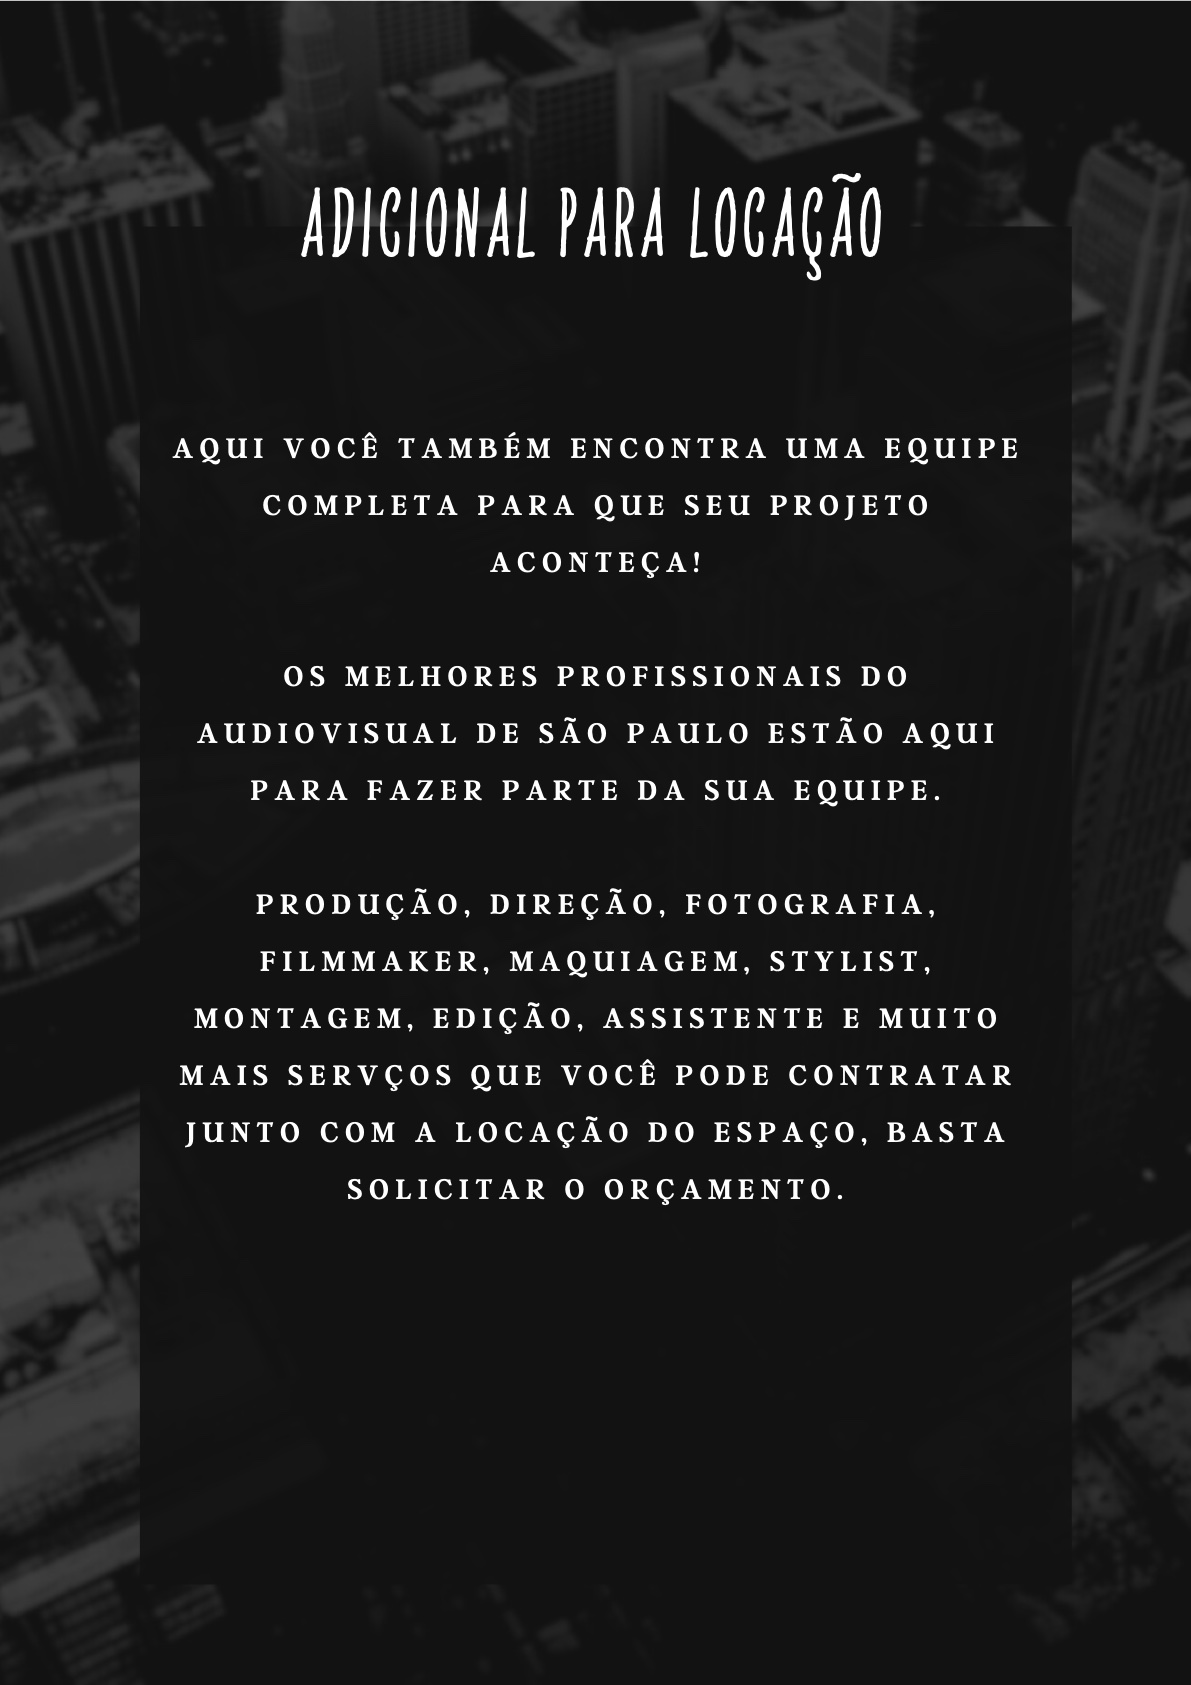 ADICIONAL PARA LOCAÇÃO
AQUI VOCÊ TAMBÉM ENCONTRA UMA EQUIPE
COMPLETA PARA QUE SEU PROJETO
ACONTEÇA!
OS MELHORES PROFISSIONAIS DO
AUDIOVISUAL DE SÃO PAULO ESTÃO AQUI
PARA FAZER PARTE DA SUA EQUIPE.
PRODUÇÃO, DIREÇÃO, FOTOGRAFIA,
FILMMAKER, MAQUIAGEM, STYLIST,
MONTAGEM, EDIÇÃO, ASSISTENTE E MUITO
MAIS SERVÇOS QUE VOCÊ PODE CONTRATAR
JUNTO COM A LOCAÇÃO DO ESPAÇO, BASTA
SOLICITAR O ORÇAMENTO.